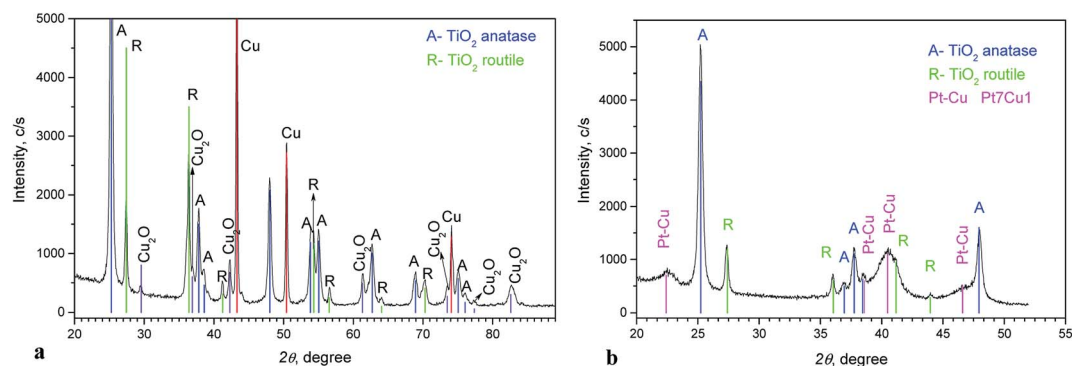 5000
4000
3000
2000
1000
0
Intensity, c/s
20
30
40
50
60
70
80
2θ, degree
a
A- TiO2 anatase
R- TiO2 routile
A
R
Cu2O
R
Cu2O
A
R
Cu2O
Cu
Cu
A
R
A
R
Cu2O
A
R
A
R
Cu2O
Cu
A
A
Cu2O
Cu2O
5000
4000
3000
2000
1000
0
Intensity, c/s
20
25
30
35
40
45
50
55
2θ, degree
b
A- TiO2 anatase
R- TiO2 routile
Pt-Cu Pt7Cu1
Pt-Cu
A
R
R
A
A
Pt-Cu
Pt-Cu
R
R
Pt-Cu
A